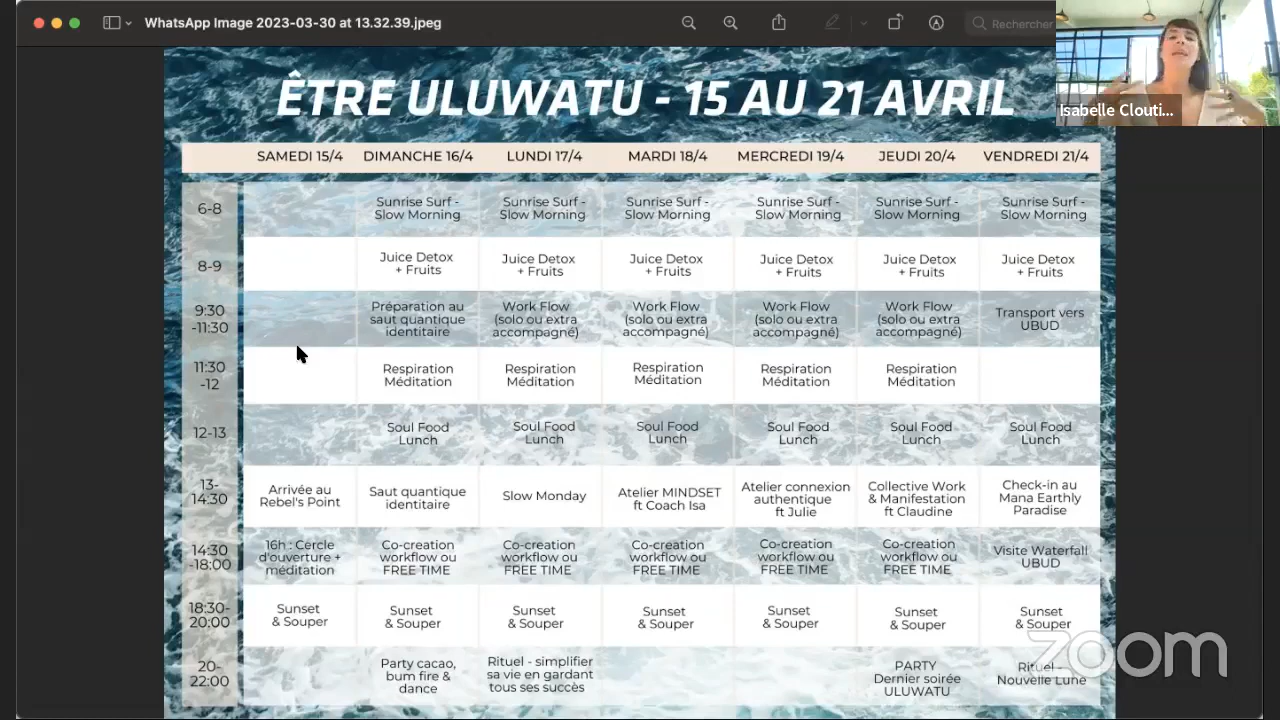 WhatsApp Image 2023-03-30 at 13.32.39.jpeg
Rechercher
Isabelle Clouti...
ÊTRE ULUWATU - 15 AU 21 AVRIL
SAMEDI 15/4 DIMANCHE 16/4 LUNDI 17/4 MARDI 18/4 MERCREDI 19/4 JEUDI 20/4 VENDREDI 21/4
6-8
Sunrise Surf -
Slow Morning
Sunrise Surf -
Slow Morning
Sunrise Surf -
Slow Morning
Sunrise Surf -
Slow Morning
Sunrise Surf -
Slow Morning
Sunrise Surf -
Slow Morning
8-9
Juice Detox
+ Fruits
Juice Detox
+ Fruits
Juice Detox
+ Fruits
Juice Detox
+ Fruits
Juice Detox
+ Fruits
Juice Detox
+ Fruits
9:30
-11:30
Préparation au
saut quantique
identitaire
Work Flow
(solo ou extra
accompagné)
Work Flow
(solo ou extra
accompagné)
Work Flow
(solo ou extra
accompagné)
Work Flow
(solo ou extra
accompagné)
Transport vers
UBUD
11:30
-12
Respiration
Méditation
Respiration
Méditation
Respiration
Méditation
Respiration
Méditation
Respiration
Méditation
12-13
Soul Food
Lunch
Soul Food
Lunch
Soul Food
Lunch
Soul Food
Lunch
Soul Food
Lunch
Soul Food
Lunch
13-
14:30
Arrivée au
Rebel's Point
Saut quantique
identitaire
Slow Monday
Atelier MINDSET
ft Coach Isa
Atelier connexion
authentique
ft Julie
Collective Work
& Manifestation
ft Claudine
Check-in au
Mana Earthly
Paradise
14:30
-18:00
16h : Cercle
d'ouverture +
méditation
Co-creation
workflow ou
FREE TIME
Co-creation
workflow ou
FREE TIME
Co-creation
workflow ou
FREE TIME
Co-creation
workflow ou
FREE TIME
Co-creation
workflow ou
FREE TIME
Visite Waterfall
UBUD
18:30-
20:00
Sunset
& Souper
Sunset
& Souper
Sunset
& Souper
Sunset
& Souper
Sunset
& Souper
Sunset
& Souper
Sunset
& Souper
20-
22:00
Party cacao,
bum fire &
dance
Rituel - simplifier
sa vie en gardant
tous ses succès
PARTY
Dernier soirée
ULUWATU
Rituel -
Nouvelle Lune
zoom